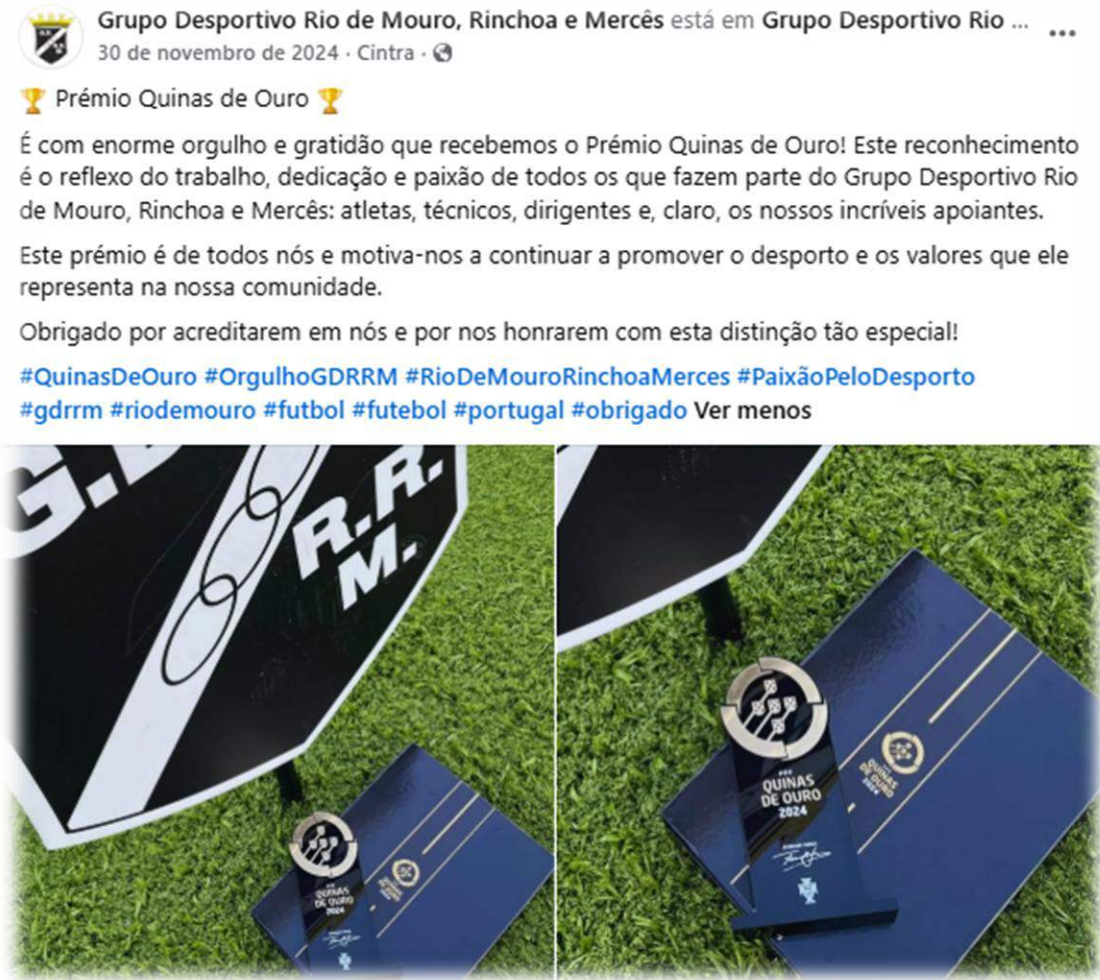 Grupo Desportivo Rio de Mouro, Rinchoa e Mercês está em Grupo Desportivo Rio ...
30 de novembro de 2024 · Cintra ·
🏆 Prémio Quinas de Ouro 🏆
É com enorme orgulho e gratidão que recebemos o Prémio Quinas de Ouro! Este reconhecimento
é o reflexo do trabalho, dedicação e paixão de todos os que fazem parte do Grupo Desportivo Rio
de Mouro, Rinchoa e Mercês: atletas, técnicos, dirigentes e, claro, os nossos incríveis apoiantes.
Este prémio é de todos nós e motiva-nos a continuar a promover o desporto e os valores que ele
representa na nossa comunidade.
Obrigado por acreditarem em nós e por nos honrarem com esta distinção tão especial!
#QuinasDeOuro #OrgulhoGDRRM #RioDeMouroRinchoaMerces #PaixãoPeloDesporto
#gdrrm #riodemouro #futbol #futebol #portugal #obrigado Ver menos
G.
R.R.
M.
QUINAS
DE OURO
2024
QUINAS
DE OURO
2024
QUINAS
DE OURO
2024
QUINAS
DE OURO
2024